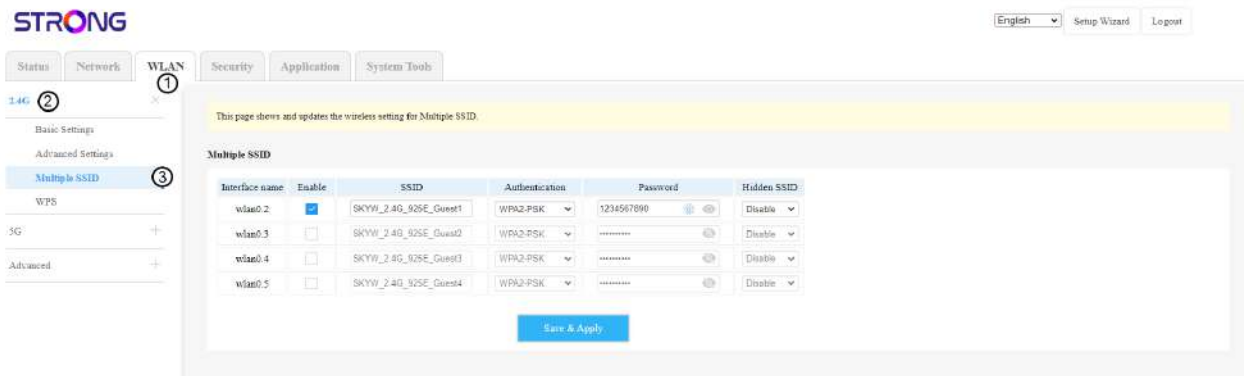 STRONG
English Setup Wizard Logout
Status Network WLAN Security Application System Tools
1
2.4G 2
This page shows and updates the wireless setting for Multiple SSID.
Basic Settings
Advanced Settings
Multiple SSID
Multiple SSID 3
Interface name Enable SSID Authentication Password Hidden SSID
WPS
wlan0.2 SKYW_2.4G_925E_Guest1 WPA2-PSK 1234567890 Disable
5G
wlan0.3 SKYW_2.4G_925E_Guest2 WPA2-PSK •••••••••• Disable
wlan0.4 SKYW_2.4G_925E_Guest3 WPA2-PSK •••••••••• Disable
Advanced
wlan0.5 SKYW_2.4G_925E_Guest4 WPA2-PSK •••••••••• Disable
Save & Apply